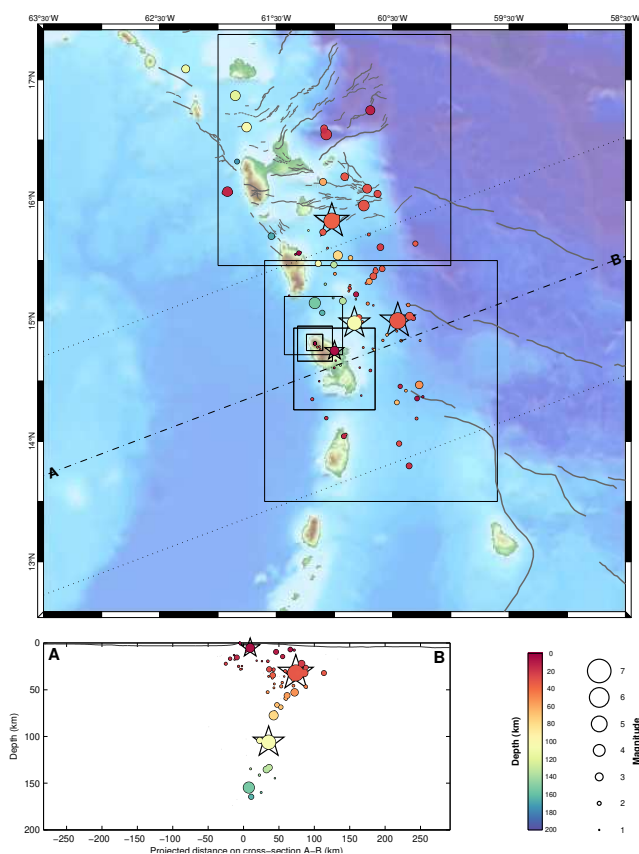 63°30'W 62°30'W 61°30'W 60°30'W 59°30'W 58°30'W
17°N
16°N
15°N
14°N
13°N
B
A
A B
0
50
100
150
200
Depth (km)
−250 −200 −150 −100 −50 0 50 100 150 200 250
Projected distance on cross−section A−B (km)
Depth (km)
0
20
40
60
80
100
120
140
160
180
200
7
6
5
4
3
2
1
Magnitude